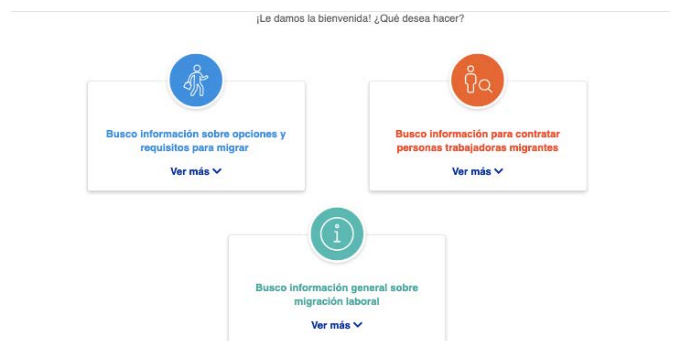 ¡Le damos la bienvenida! ¿Qué desea hacer?
Busco información sobre opciones y
requisitos para migrar
Ver más
Busco información para contratar
personas trabajadoras migrantes
Ver más
Busco información general sobre
migración laboral
Ver más